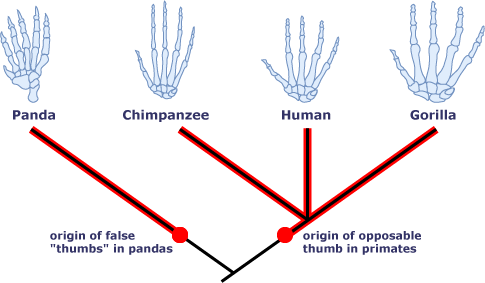 Panda Chimpanzee Human Gorilla
origin of false
"thumbs" in pandas
origin of opposable
thumb in primates